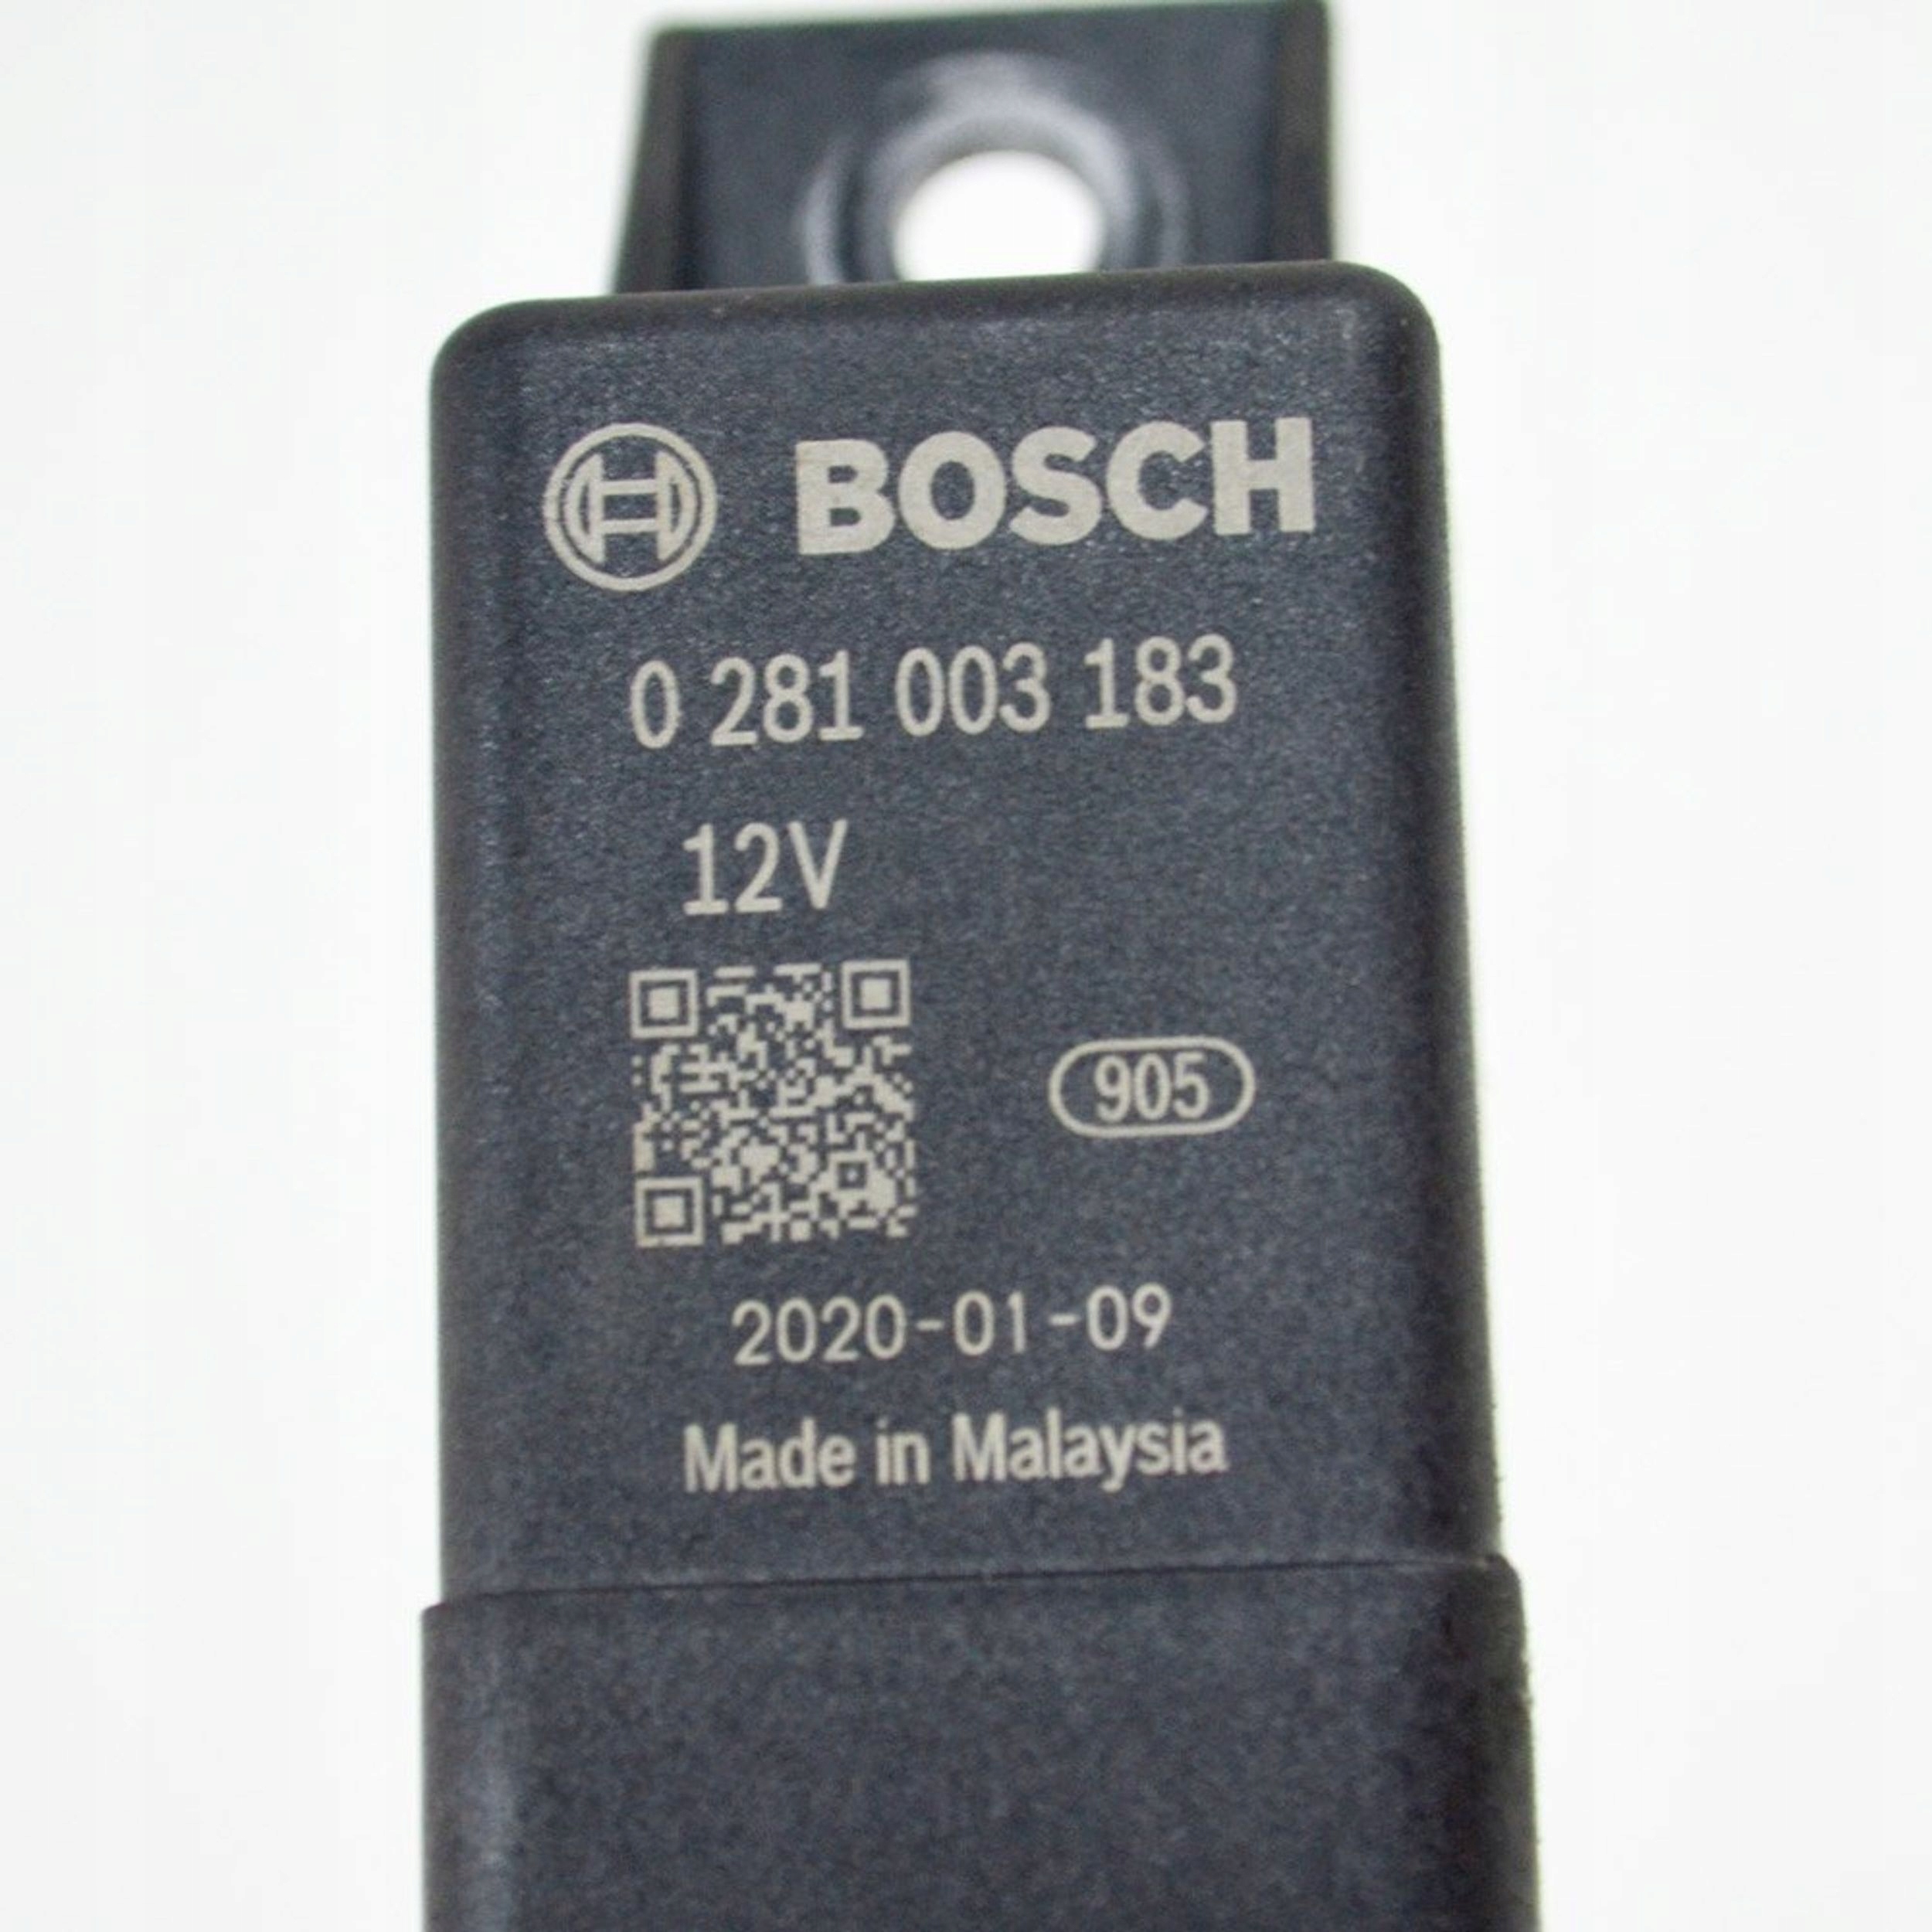 BOSCH
0 281 003 183
12V
905
2020-01-09
Made in Malaysia